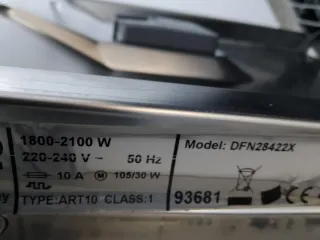 1800-2100 W
Model: DFN28422X
220-240 V ~ 50 Hz
10 A M 105/30 W
TYPE:ART10 CLASS:1
93681